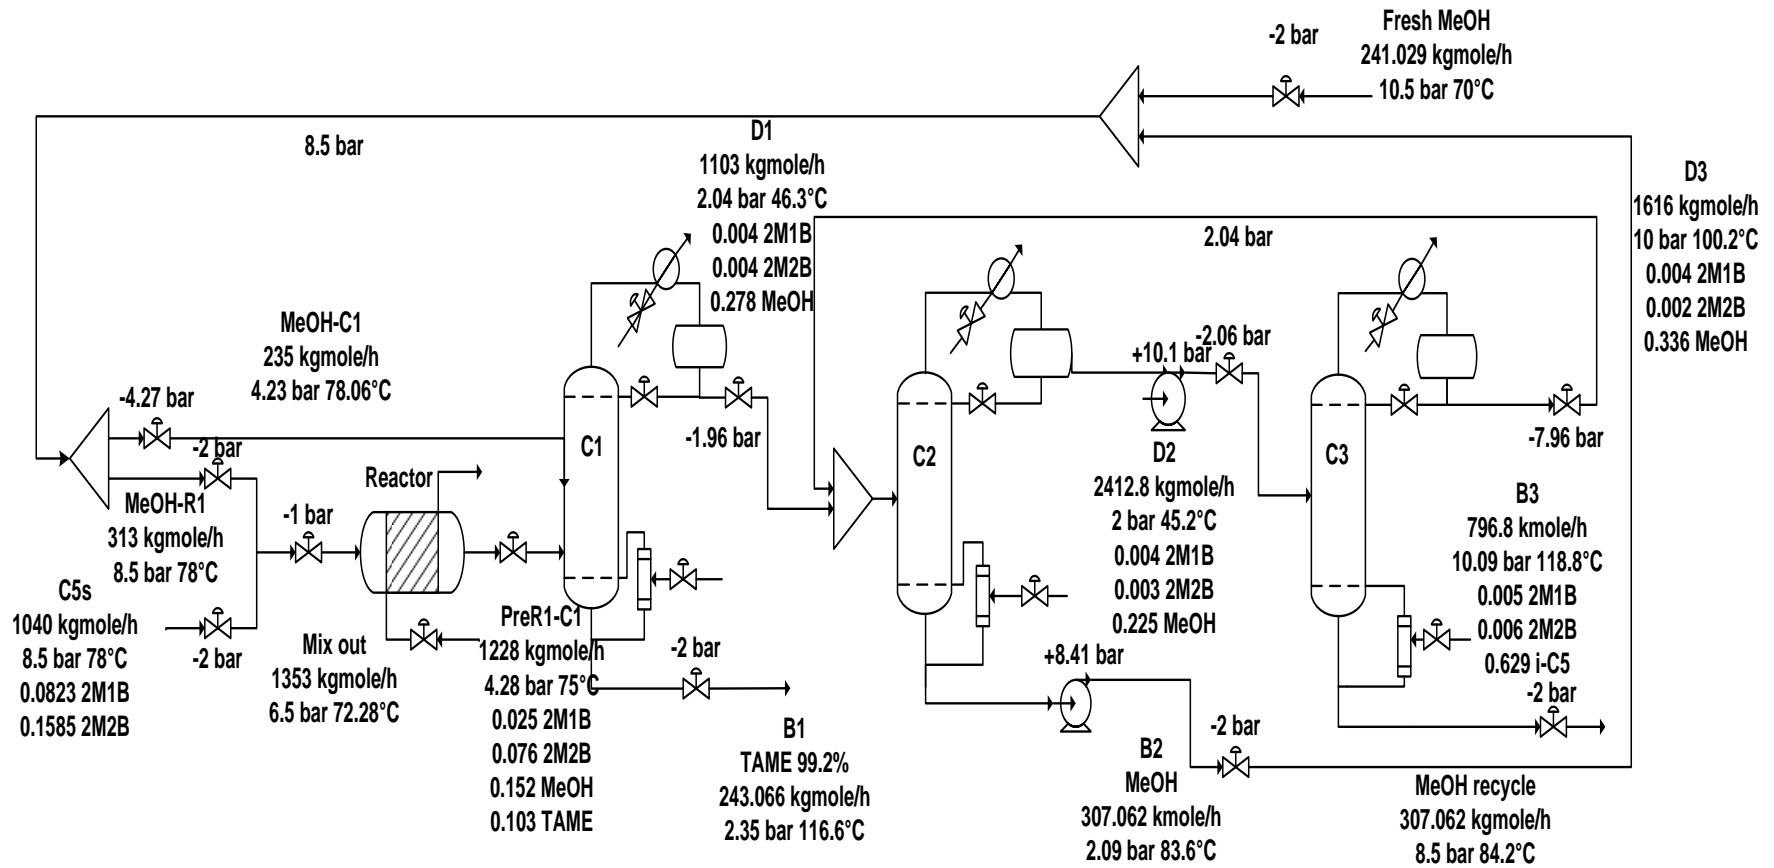 Fresh MeOH
241.029 kgmole/h
10.5 bar 70°C
-2 bar
8.5 bar
D1
1103 kgmole/h
2.04 bar 46.3°C
0.004 2M1B
0.004 2M2B
0.278 MeOH
2.04 bar
D3
1616 kgmole/h
10 bar 100.2°C
0.004 2M1B
0.002 2M2B
0.336 MeOH
MeOH-C1
235 kgmole/h
4.23 bar 78.06°C
-4.27 bar
-2 bar
MeOH-R1
313 kgmole/h
8.5 bar 78°C
C5s
1040 kgmole/h
8.5 bar 78°C
0.0823 2M1B
0.1585 2M2B
-2 bar
-1 bar
Reactor
Mix out
1353 kgmole/h
6.5 bar 72.28°C
C1
-1.96 bar
PreR1-C1
1228 kgmole/h
4.28 bar 75°C
0.025 2M1B
0.076 2M2B
0.152 MeOH
0.103 TAME
-2 bar
B1
TAME 99.2%
243.066 kgmole/h
2.35 bar 116.6°C
C2
+10.1 bar
-2.06 bar
D2
2412.8 kgmole/h
2 bar 45.2°C
0.004 2M1B
0.003 2M2B
0.225 MeOH
+8.41 bar
B2
MeOH
307.062 kmole/h
2.09 bar 83.6°C
-2 bar
MeOH recycle
307.062 kgmole/h
8.5 bar 84.2°C
C3
-7.96 bar
B3
796.8 kmole/h
10.09 bar 118.8°C
0.005 2M1B
0.006 2M2B
0.629 i-C5
-2 bar